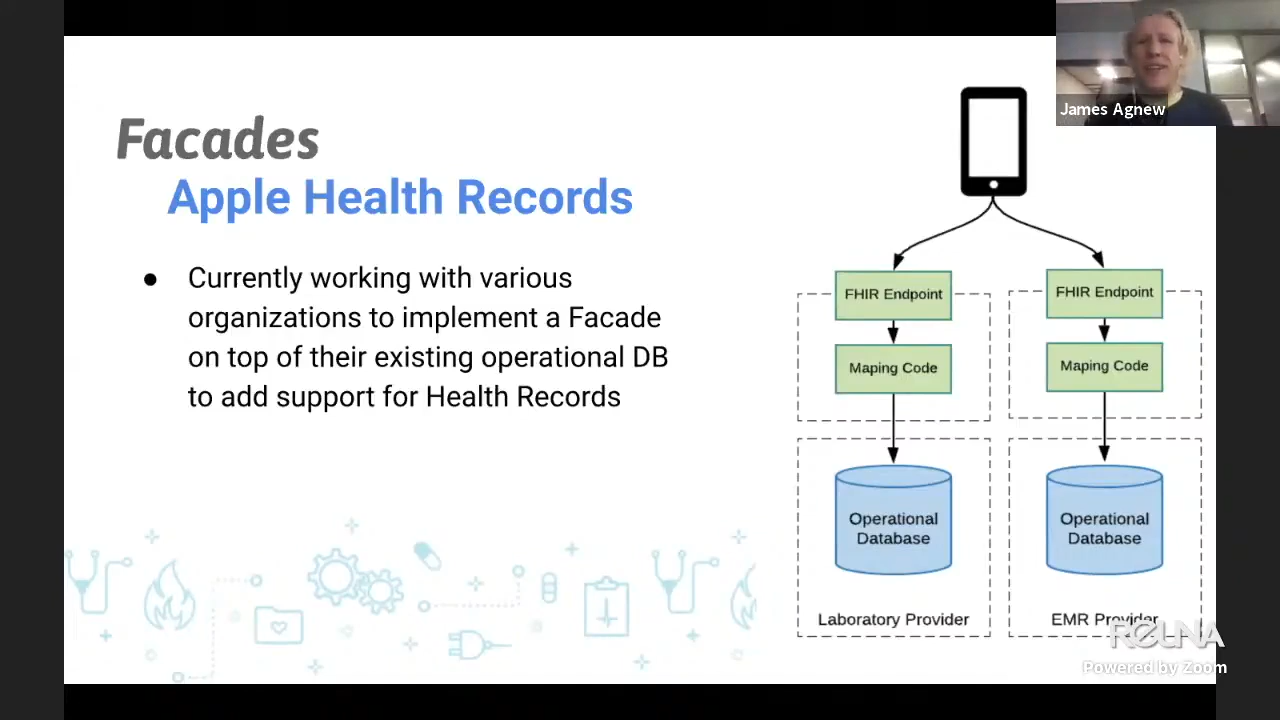 James Agnew
Facades
Apple Health Records
● Currently working with various
organizations to implement a Facade
on top of their existing operational DB
to add support for Health Records
FHIR Endpoint
Maping Code
Operational
Database
Laboratory Provider
FHIR Endpoint
Maping Code
Operational
Database
EMR Provider
REUNA
Powered by Zoom